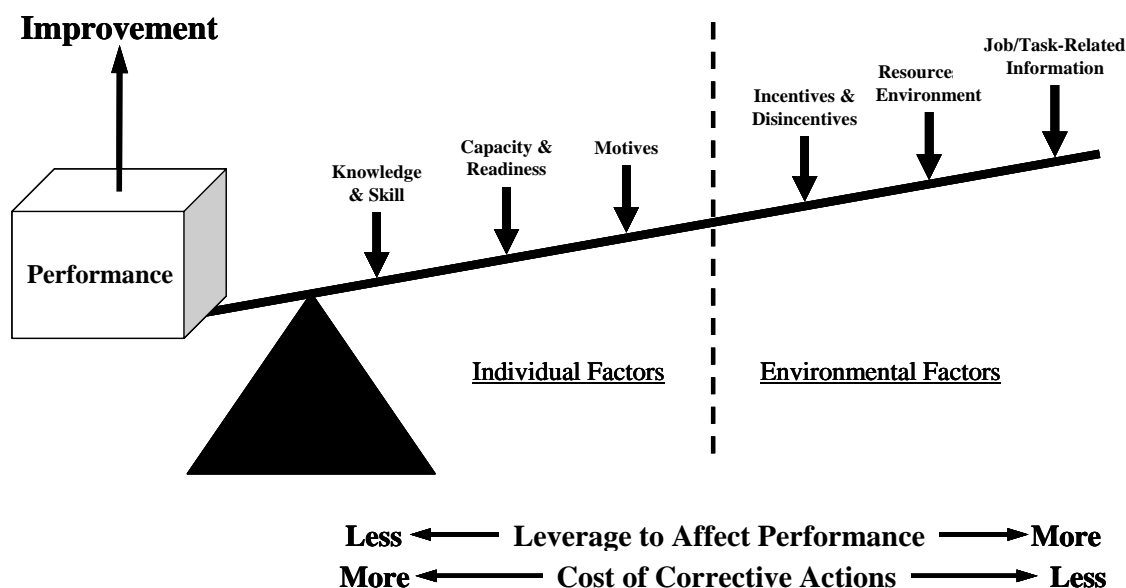 Improvement
Job/Task-Related
Information
Resource
Environment
Incentives &
Disincentives
Capacity &
Readiness
Motives
Knowledge
& Skill
Performance
Individual Factors
Environmental Factors
Less Leverage to Affect Performance More
More Cost of Corrective Actions Less